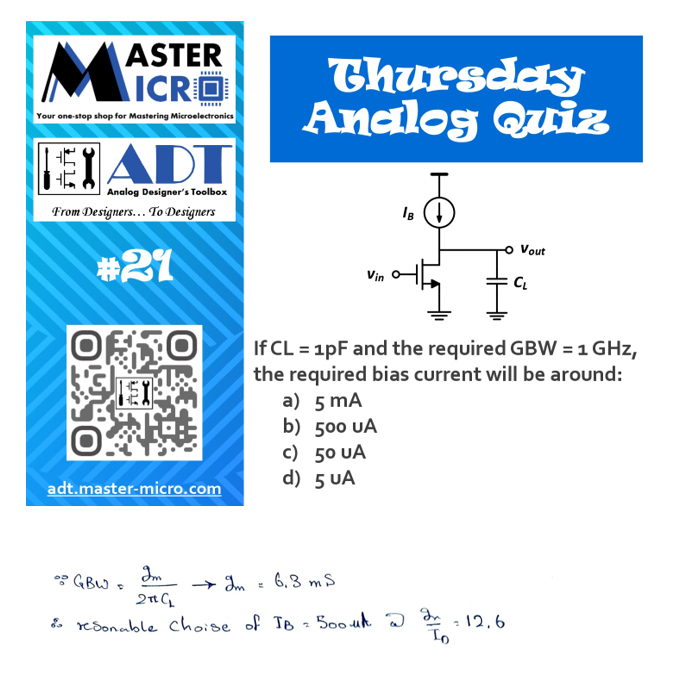 MASTER
MICRO
Your one-stop shop for Mastering Microelectronics
ADT
Analog Designer's Toolbox
From Designers... To Designers
#21
adt.master-micro.com
Thursday
Analog Quiz
IB
Vout
Vin
CL
If CL = 1pF and the required GBW = 1 GHz,
the required bias current will be around:
a) 5 mA
b) 500 uA
c) 50 uA
d) 5 uA
∵ GBW = gm / 2πCL → gm = 6.3 mS
∴ resonable choise of IB = 500uA @ gm / ID = 12,6